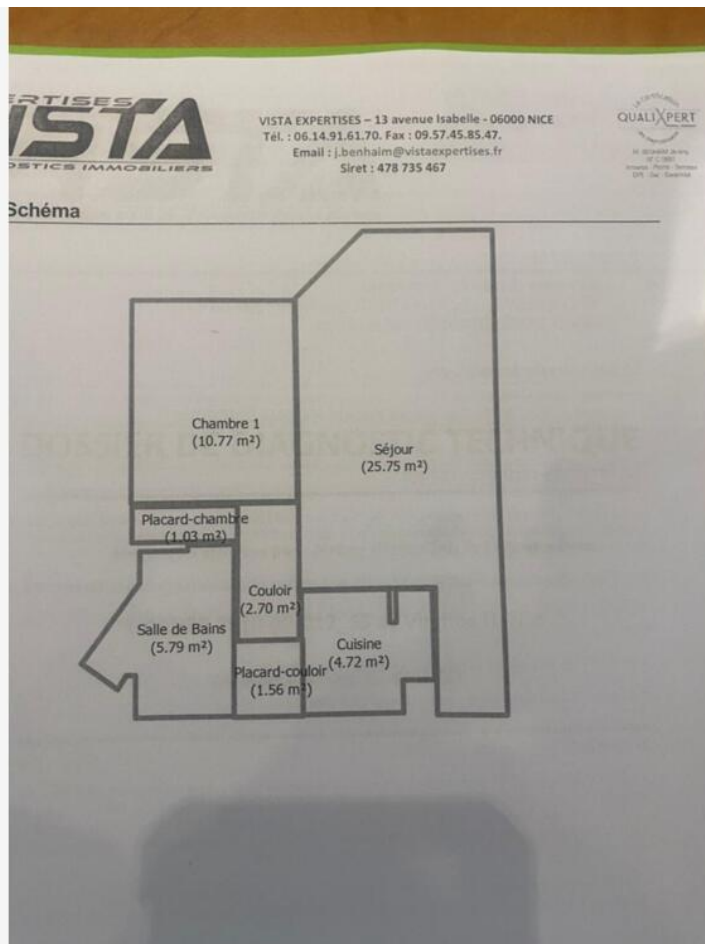 ERTISES
ISTA
OSTICS IMMOBILIERS
VISTA EXPERTISES – 13 avenue Isabelle - 06000 NICE
Tél. : 06.14.91.61.70. Fax : 09.57.45.85.47.
Email : j.benhaim@vistaexpertises.fr
Siret : 478 735 467
QUALIXPERT
Schéma
Chambre 1
(10.77 m²)
Séjour
(25.75 m²)
Placard-chambre
(1.03 m²)
Couloir
(2.70 m²)
Salle de Bains
(5.79 m²)
Cuisine
(4.72 m²)
Placard-couloir
(1.56 m²)